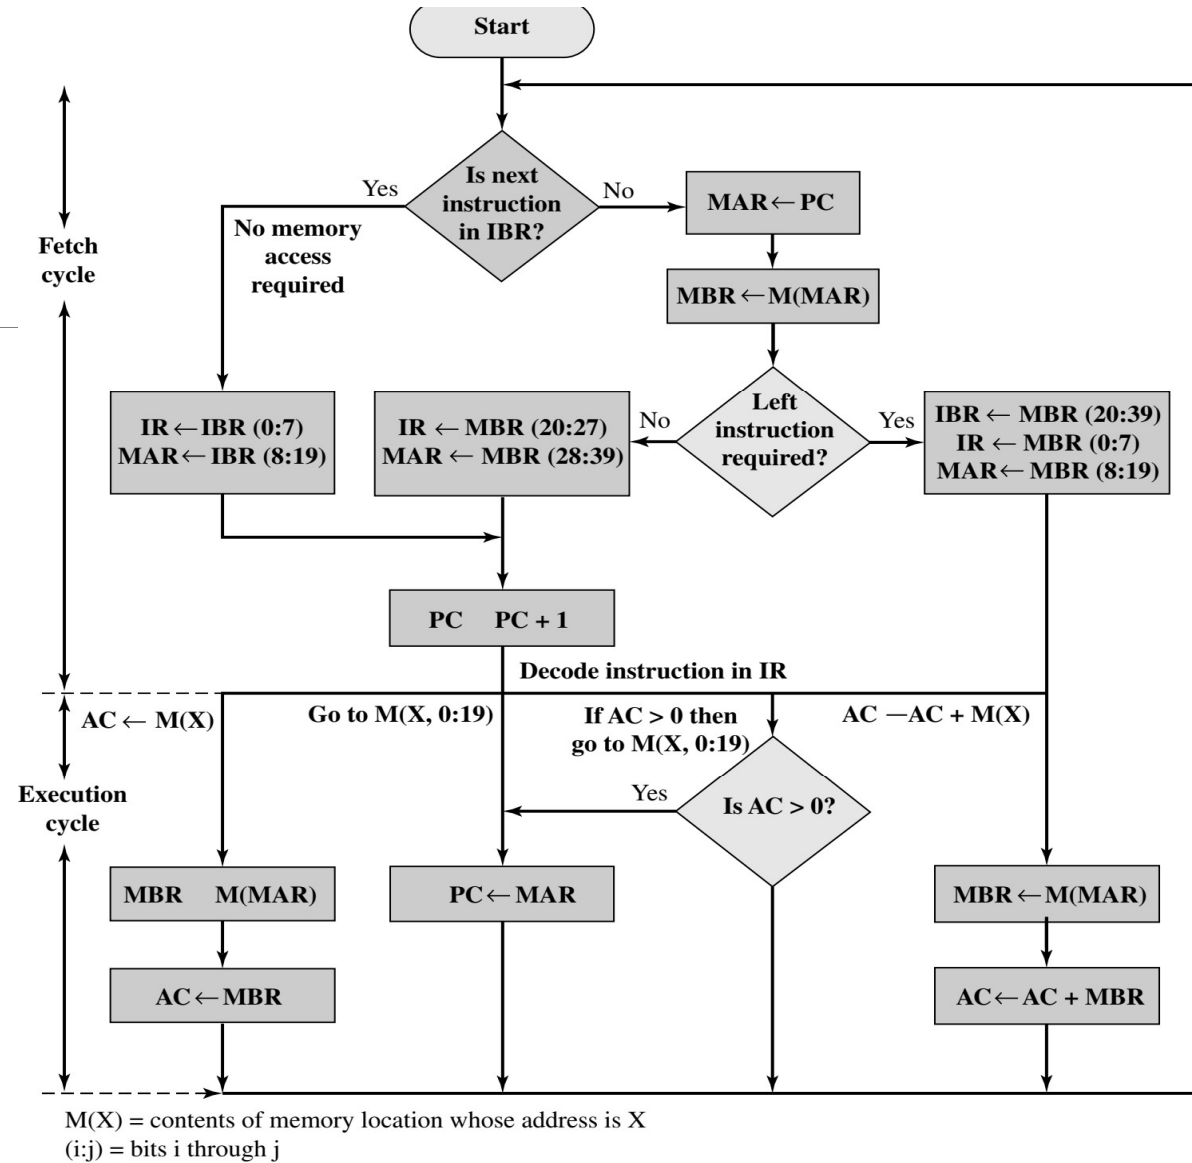 Start
Is next
instruction
in IBR?
Yes
No
No memory
access
required
MAR ← PC
MBR ← M(MAR)
Fetch
cycle
Left
instruction
required?
No
Yes
IR ← IBR (0:7)
MAR ← IBR (8:19)
IR ← MBR (20:27)
MAR ← MBR (28:39)
IBR ← MBR (20:39)
IR ← MBR (0:7)
MAR ← MBR (8:19)
PC PC + 1
Decode instruction in IR
AC ← M(X)
Go to M(X, 0:19)
If AC > 0 then
go to M(X, 0:19)
AC — AC + M(X)
Execution
cycle
Yes
Is AC > 0?
MBR M(MAR)
PC ← MAR
MBR ← M(MAR)
AC ← MBR
AC ← AC + MBR
M(X) = contents of memory location whose address is X
(i:j) = bits i through j